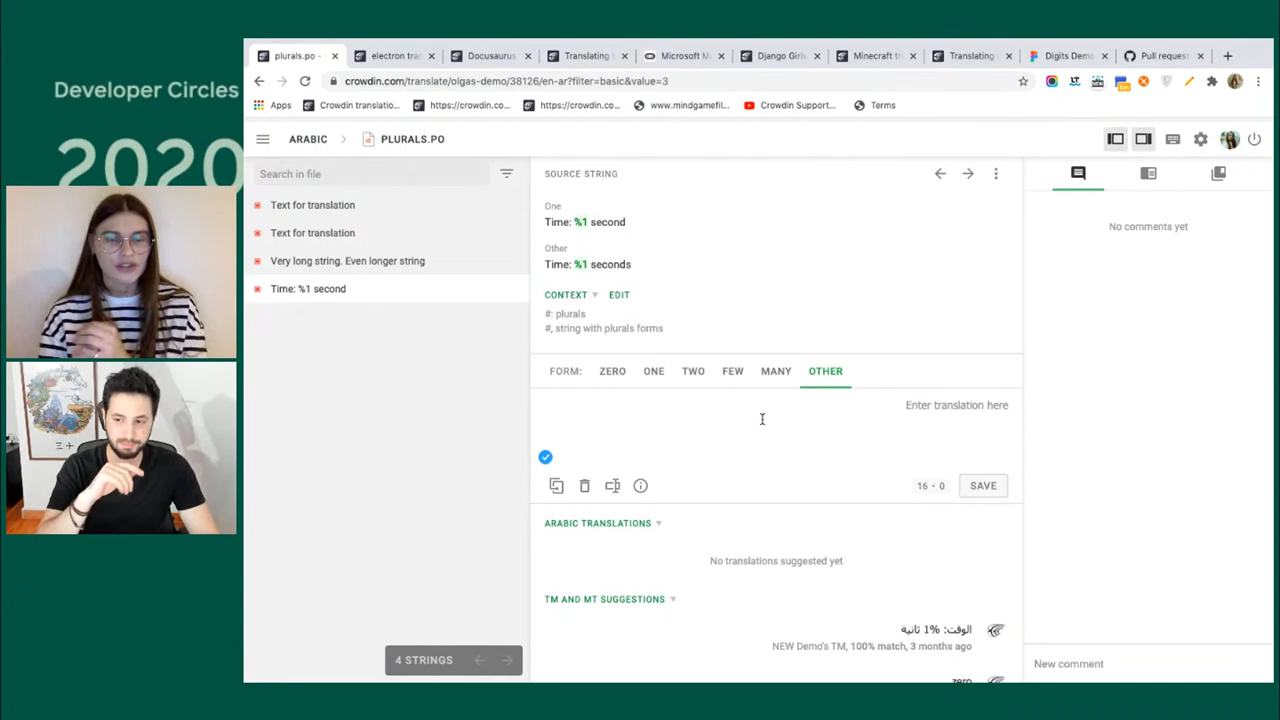 Developer Circles
2020
plurals.po -
electron tra
Docusaurus
Translating
Microsoft M
Django Girl
Minecraft tr
Translating
Digits Demo
Pull request
crowdin.com/translate/olgas-demo/38126/en-ar?filter=basic&value=3
Apps
Crowdin translatio...
https://crowdin.co...
https://crowdin.co...
www.mindgamefil...
Crowdin Support...
Terms
ARABIC
PLURALS.PO
Search in file
Text for translation
Text for translation
Very long string. Even longer string
Time: %1 second
4 STRINGS
SOURCE STRING
One
Time: %1 second
Other
Time: %1 seconds
CONTEXT EDIT
#: plurals
#, string with plurals forms
FORM: ZERO ONE TWO FEW MANY OTHER
Enter translation here
16 • 0 SAVE
ARABIC TRANSLATIONS
No translations suggested yet
TM AND MT SUGGESTIONS
الوقت: %1 ثانية
NEW Demo's TM, 100% match, 3 months ago
zero
No comments yet
New comment